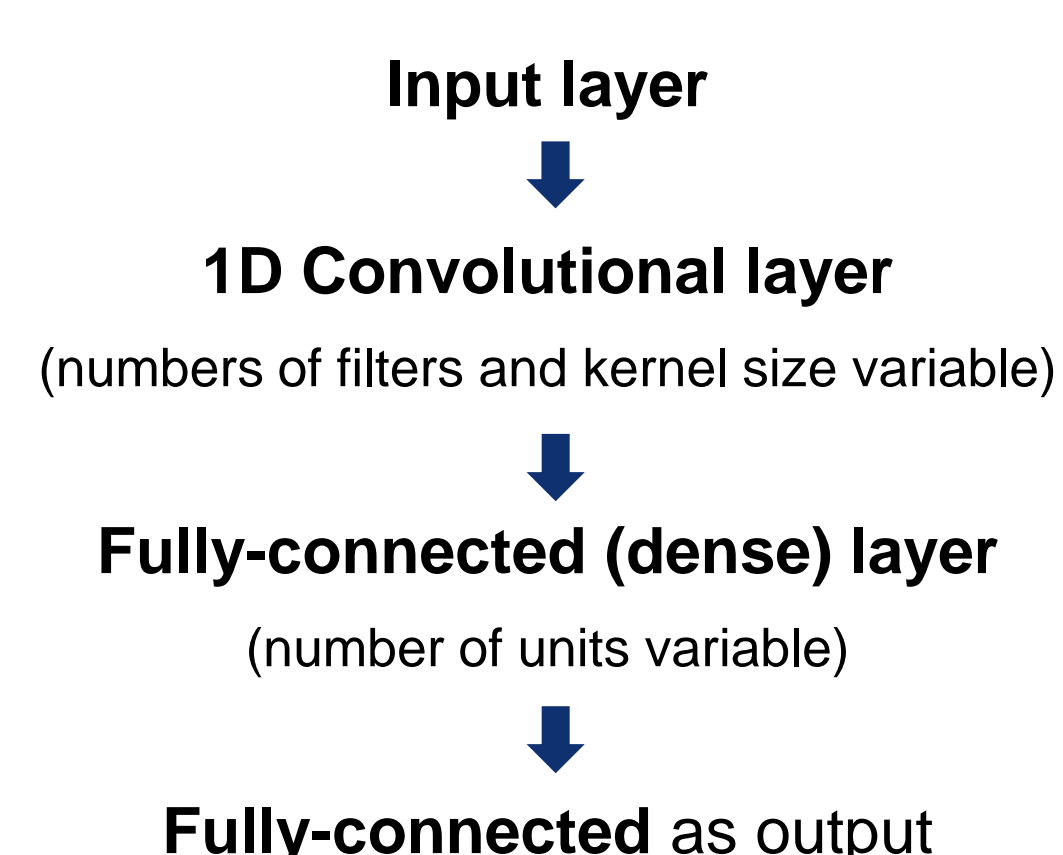 Input layer
1D Convolutional layer
(numbers of filters and kernel size variable)
Fully-connected (dense) layer
(number of units variable)
Fully-connected as output